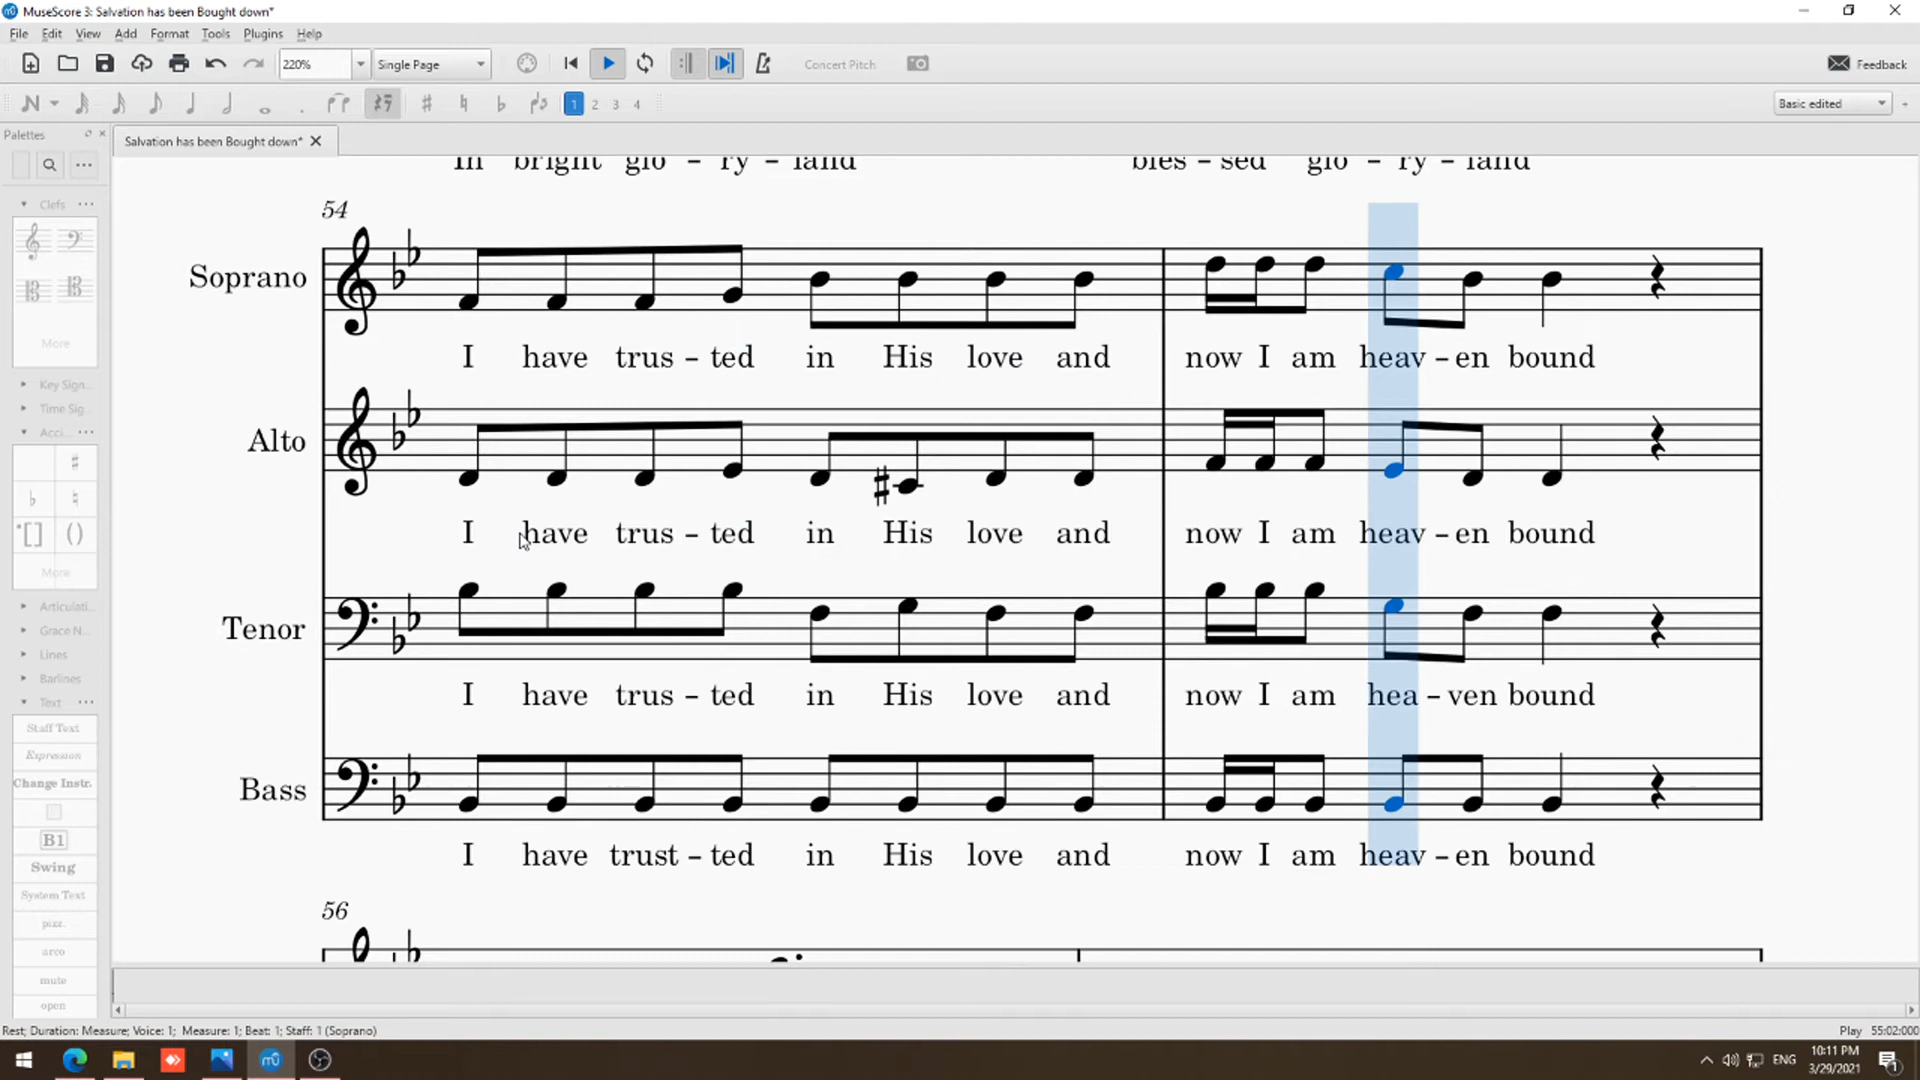 MuseScore 3: Salvation has been Bought down*
File Edit View Add Format Tools Plugins Help
220% Single Page Concert Pitch Feedback
1 2 3 4 Basic edited
Palettes
Salvation has been Bought down*
In bright glo – ry – land bles – sed glo – ry – land
Clefs
More
Key Sign...
Time Sig...
Acci...
More
Articulati...
Grace N...
Lines
Barlines
Text
Staff Text
Expression
Change Instr.
B1
Swing
System Text
pizz.
arco
mute
open
54
Soprano
I have trus – ted in His love and now I am heav – en bound
Alto
I have trus – ted in His love and now I am heav – en bound
Tenor
I have trus – ted in His love and now I am hea – ven bound
Bass
I have trust – ted in His love and now I am heav – en bound
56
Rest; Duration: Measure; Voice: 1; Measure: 1; Beat: 1; Staff: 1 (Soprano) Play 55:02:000
ENG
10:11 PM
3/29/2021